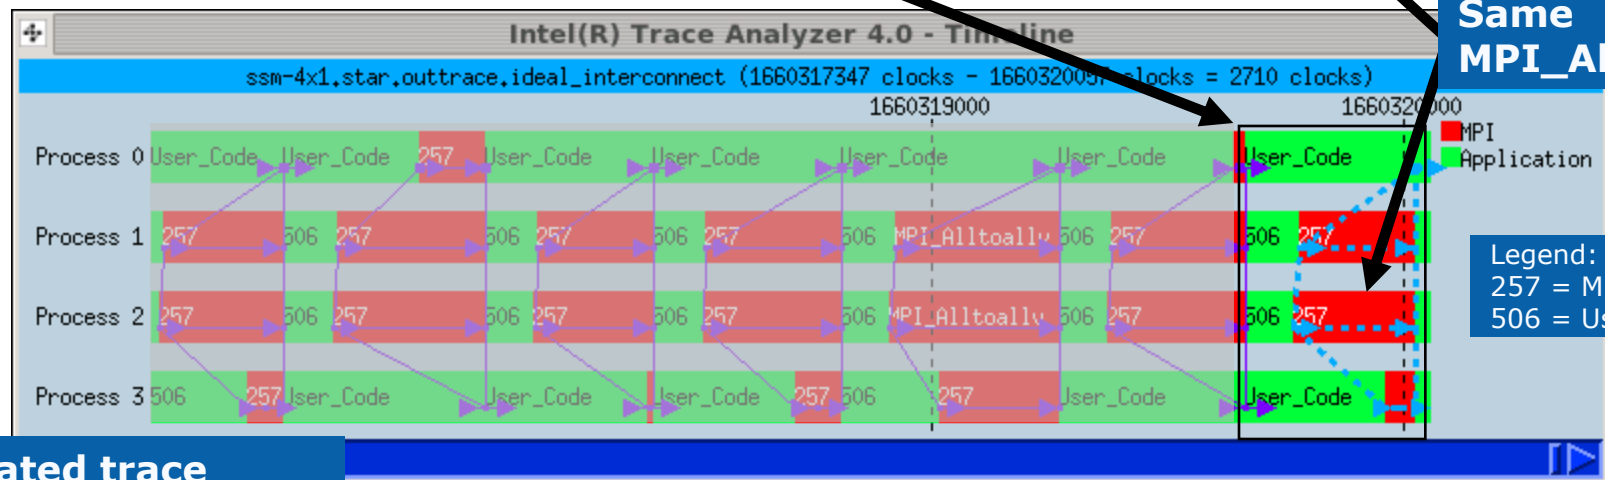 Same
MPI_Al
Intel(R) Trace Analyzer 4.0 - Timeline
ssm-4x1.star.outtrace.ideal_interconnect (1660317347 clocks - 1660320057 clocks = 2710 clocks)
1660319000 1660320000
MPI
Application
Process 0 User_Code User_Code 257 User_Code User_Code User_Code User_Code User_Code
Process 1 257 506 257 506 257 506 257 506 MPI_Alltoallv 506 257 506 257
Process 2 257 506 257 506 257 506 257 506 MPI_Alltoallv 506 257 506 257
Process 3 506 257 User_Code User_Code User_Code 257 506 257 User_Code User_Code
Legend:
257 = M
506 = Us
ated trace